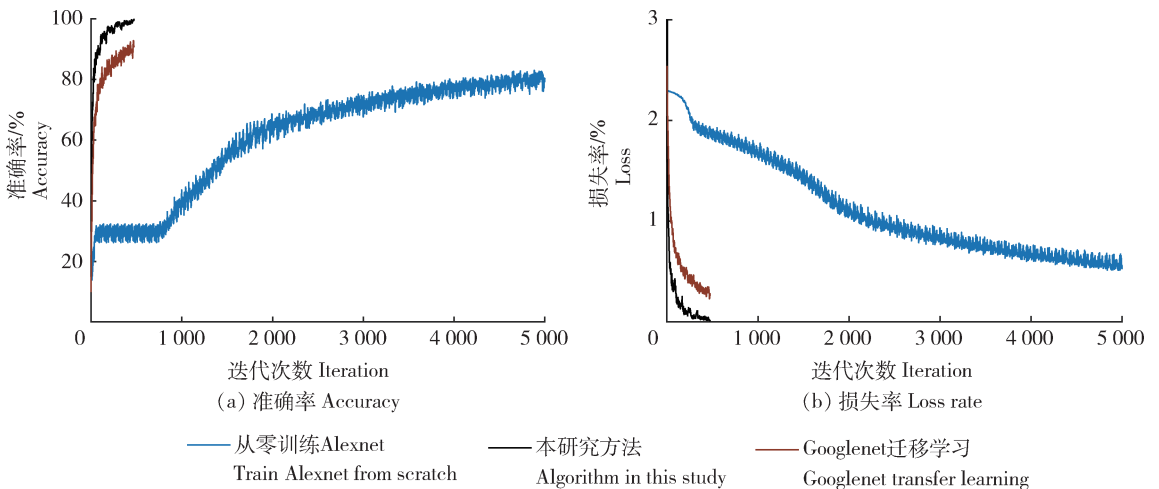 100
80
60
40
20
0
准确率/%
Accuracy
1 000
2 000
3 000
4 000
5 000
迭代次数 Iteration
(a) 准确率 Accuracy
3
2
1
0
损失率/%
Loss
1 000
2 000
3 000
4 000
5 000
迭代次数 Iteration
(b) 损失率 Loss rate
从零训练Alexnet
Train Alexnet from scratch
本研究方法
Algorithm in this study
Googlenet迁移学习
Googlenet transfer learning